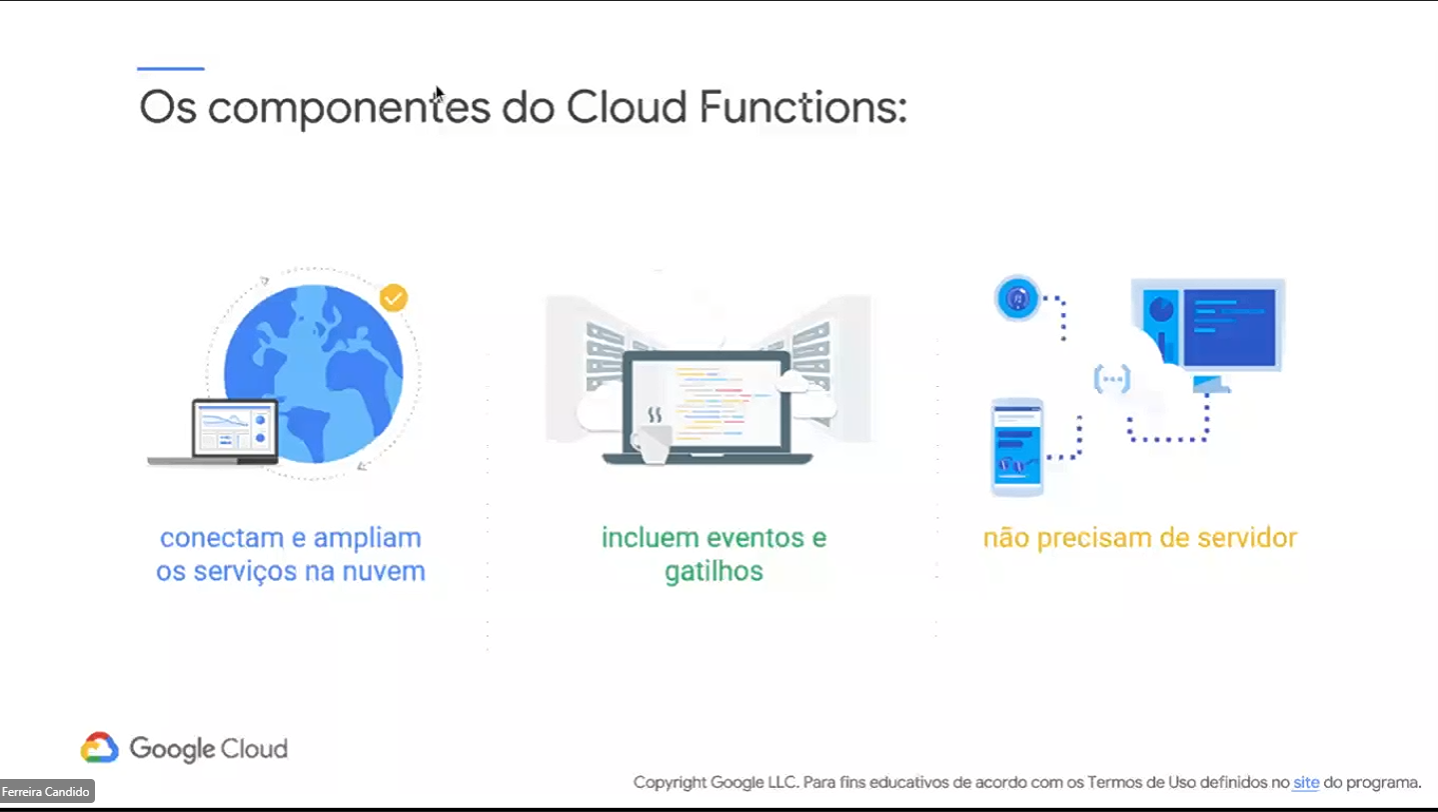 Os componentes do Cloud Functions:
conectam e ampliam
os serviços na nuvem
incluem eventos e
gatilhos
não precisam de servidor
Google Cloud
Copyright Google LLC. Para fins educativos de acordo com os Termos de Uso definidos no site do programa.
Ferreira Candido